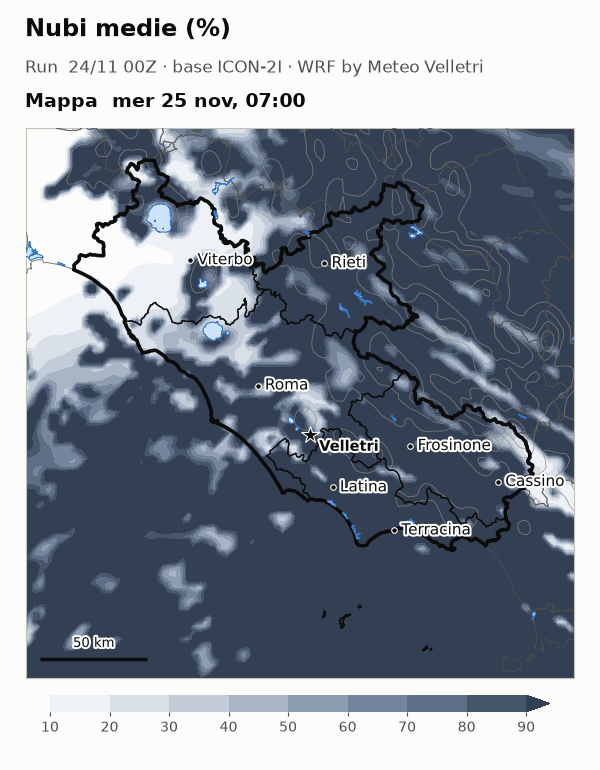 Nubi medie (%)
Run 24/11 00Z · base ICON-2I · WRF by Meteo Velletri
Mappa mer 25 nov, 07:00
Viterbo
Rieti
Roma
Velletri
Frosinone
Latina
Cassino
Terracina
50 km
10 20 30 40 50 60 70 80 90